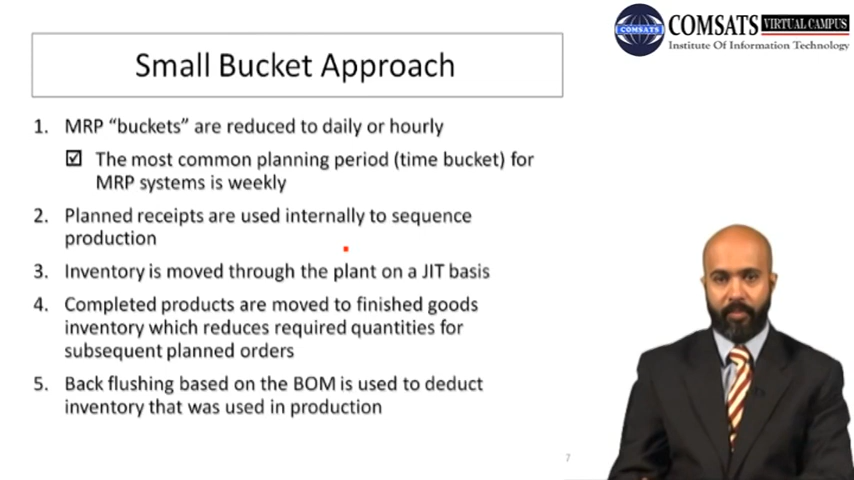 COMSATS VIRTUAL CAMPUS
COMSATS
Institute Of Information Technology
Small Bucket Approach
1. MRP “buckets” are reduced to daily or hourly
☑ The most common planning period (time bucket) for
MRP systems is weekly
2. Planned receipts are used internally to sequence
production
3. Inventory is moved through the plant on a JIT basis
4. Completed products are moved to finished goods
inventory which reduces required quantities for
subsequent planned orders
5. Back flushing based on the BOM is used to deduct
inventory that was used in production
7